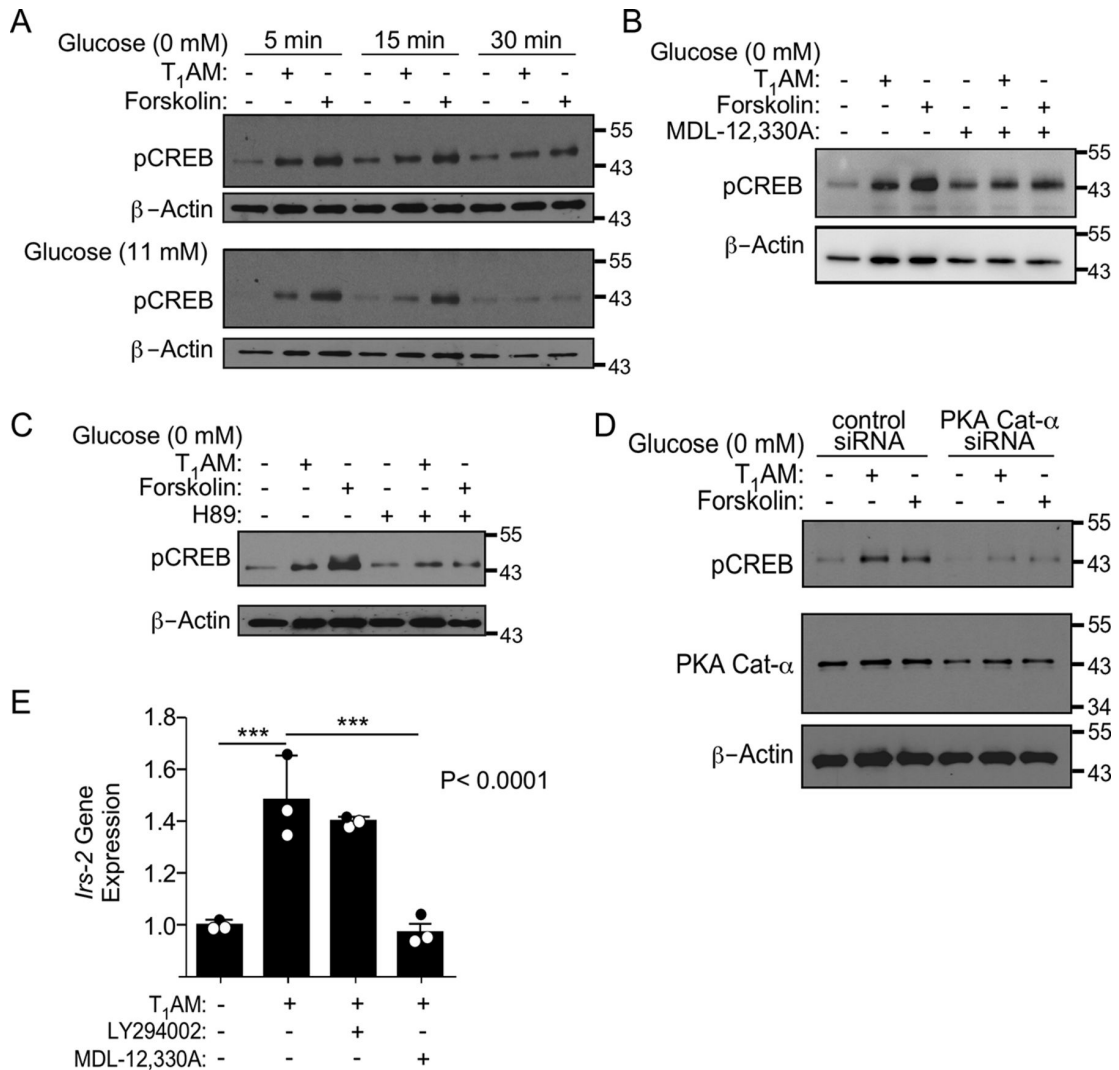 A
Glucose (0 mM) 5 min 15 min 30 min
T1AM: - + - - + - - + -
Forskolin: - - + - - + - - +
55
pCREB 43
β-Actin
43
Glucose (11 mM)
55
pCREB 43
β-Actin
43
B
Glucose (0 mM)
T1AM: - + - - + -
Forskolin: - - + - - +
MDL-12,330A: - - - + + +
55
pCREB 43
55
β-Actin
43
C
Glucose (0 mM)
T1AM: - + - - + -
Forskolin: - - + - - +
H89: - - - + + +
55
pCREB 43
β-Actin
43
D
control PKA Cat-α
Glucose (0 mM) siRNA siRNA
T1AM: - + - - + -
Forskolin: - - + - - +
55
pCREB 43
55
PKA Cat-α 43
34
55
β-Actin
43
E
1.8
*** ***
1.6
P< 0.0001
1.4
1.2
1.0
Irs-2 Gene
Expression
T1AM: - + + +
LY294002: - - + -
MDL-12,330A: - - - +